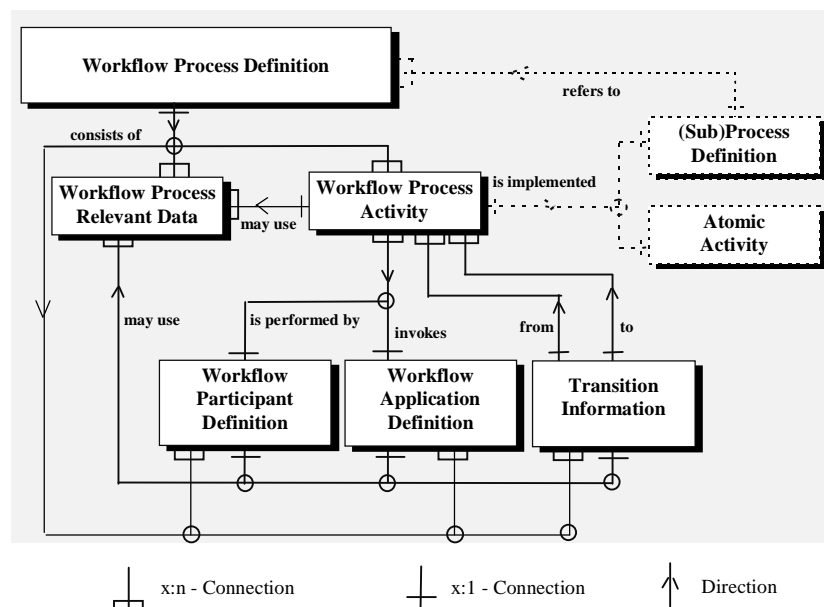 Workflow Process Definition
refers to
consists of
(Sub)Process
Definition
Workflow Process
Relevant Data
may use
Workflow Process
Activity
is implemented
Atomic
Activity
may use
is performed by
invokes
from
to
Workflow
Participant
Definition
Workflow
Application
Definition
Transition
Information
x:n - Connection
x:1 - Connection
Direction